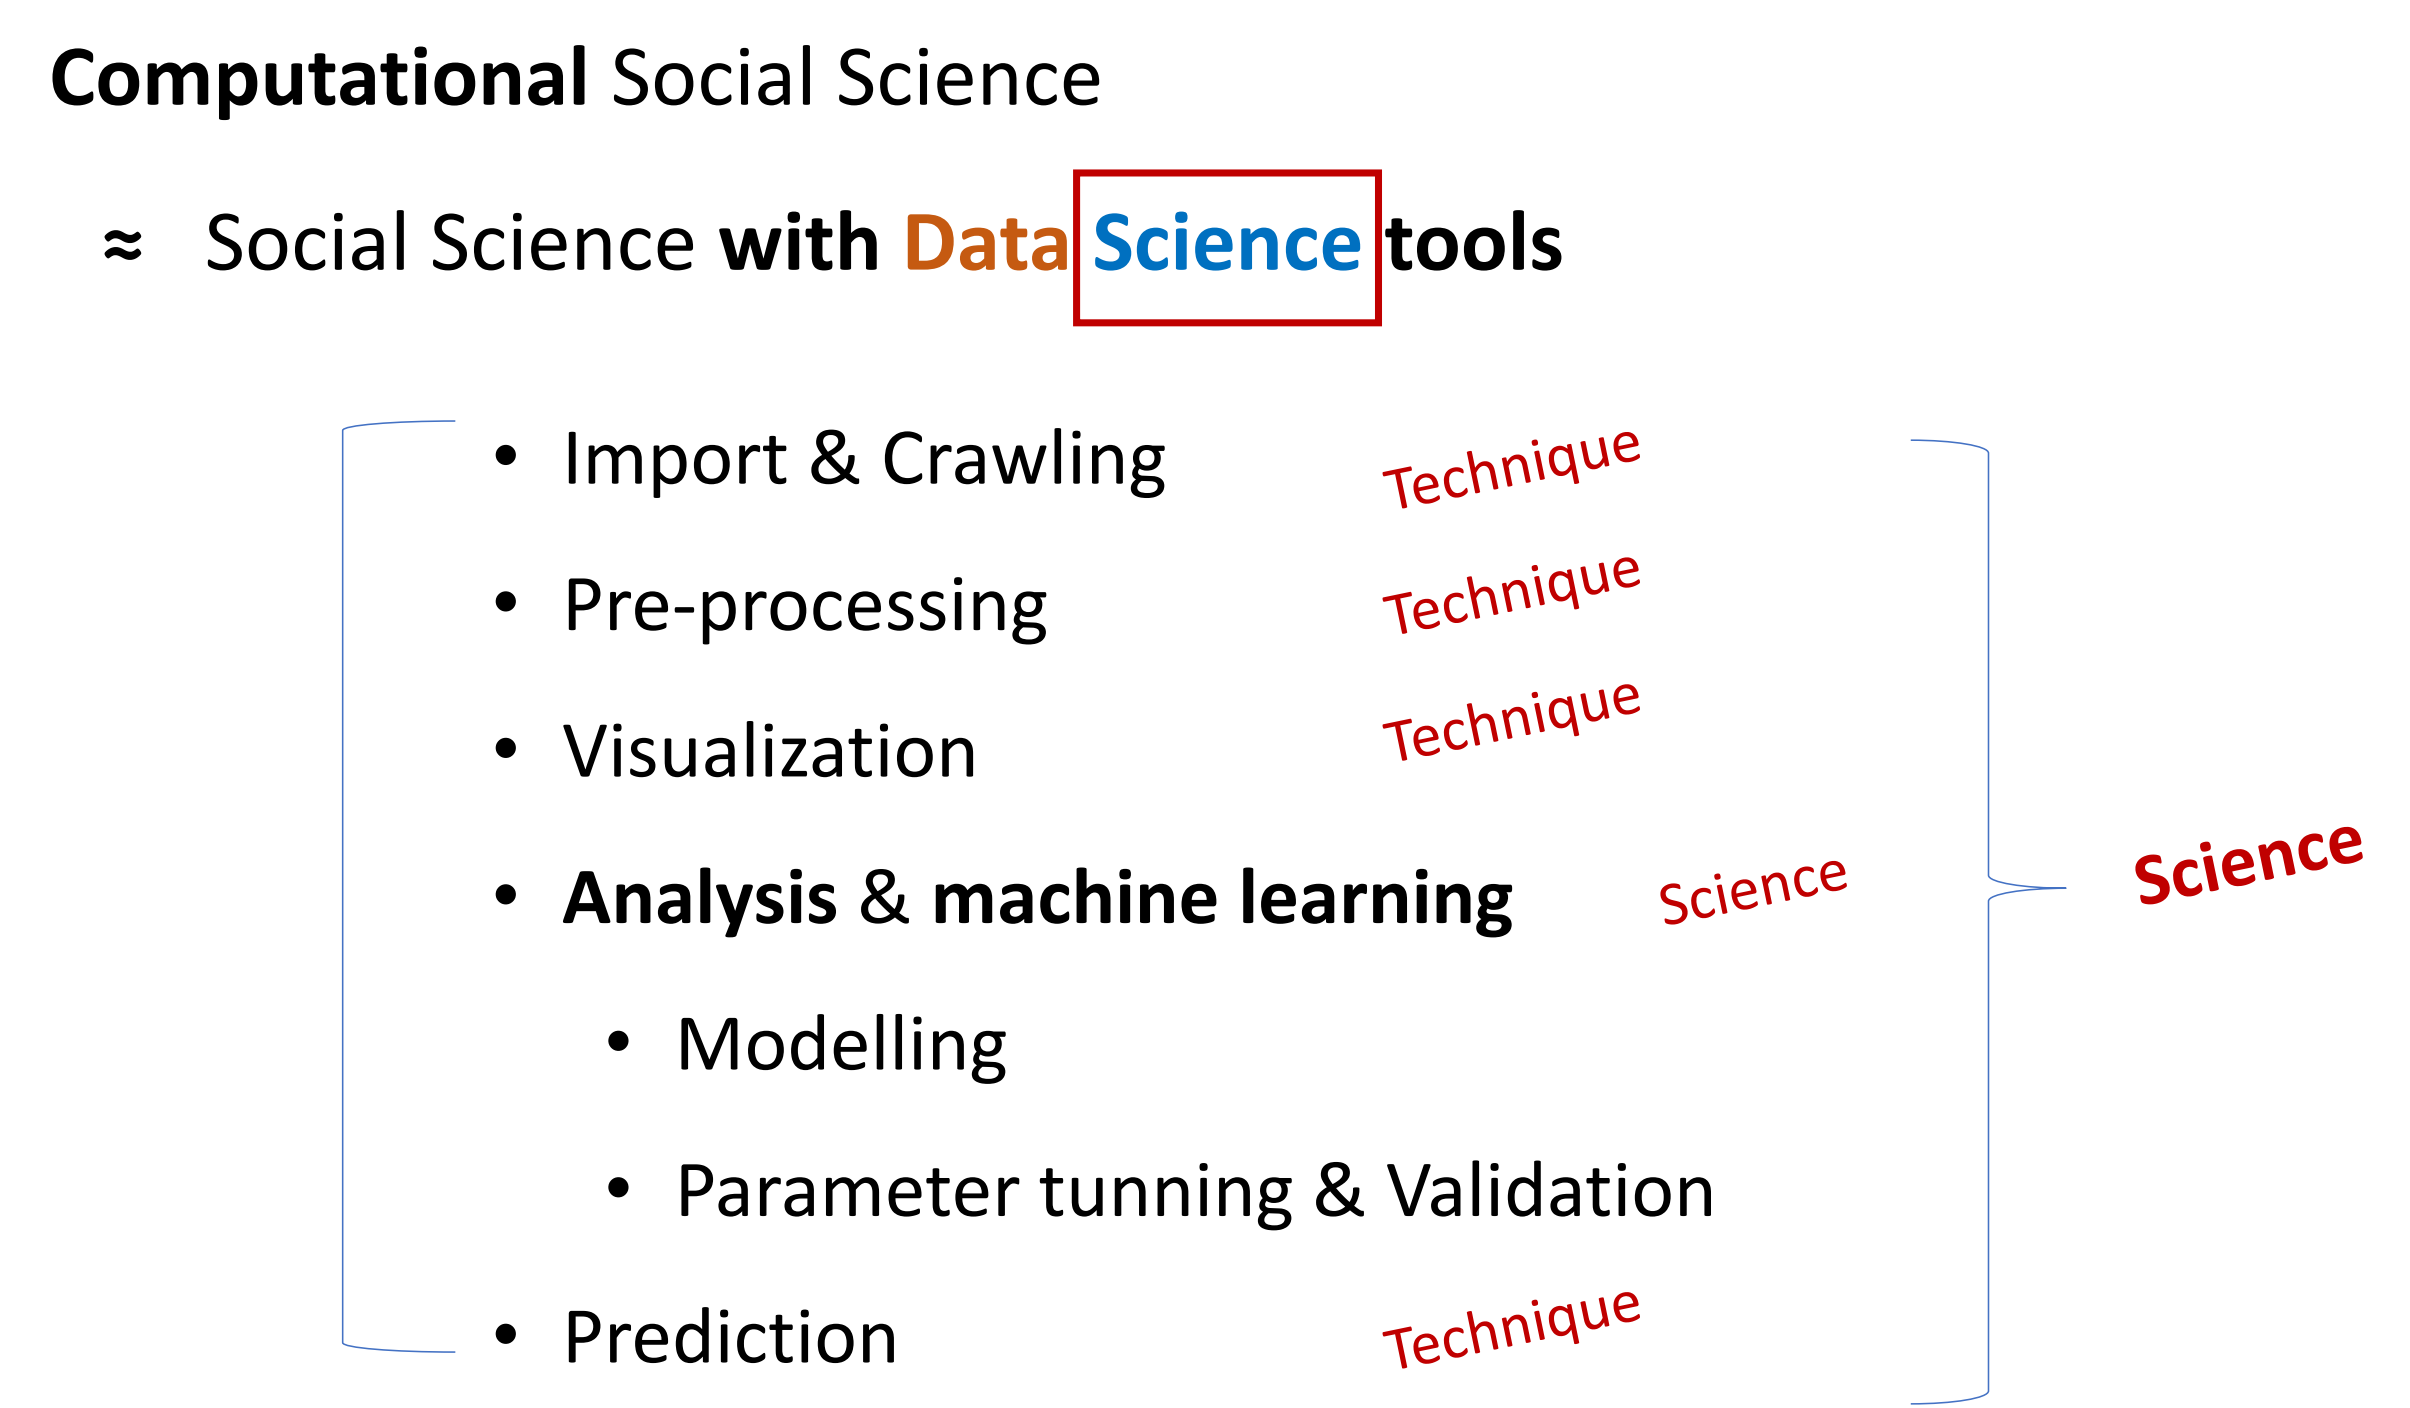 Computational Social Science
≈ Social Science with Data Science tools
• Import & Crawling Technique
• Pre-processing Technique
• Visualization Technique
• Analysis & machine learning Science
Science
• Modelling
• Parameter tunning & Validation
• Prediction Technique